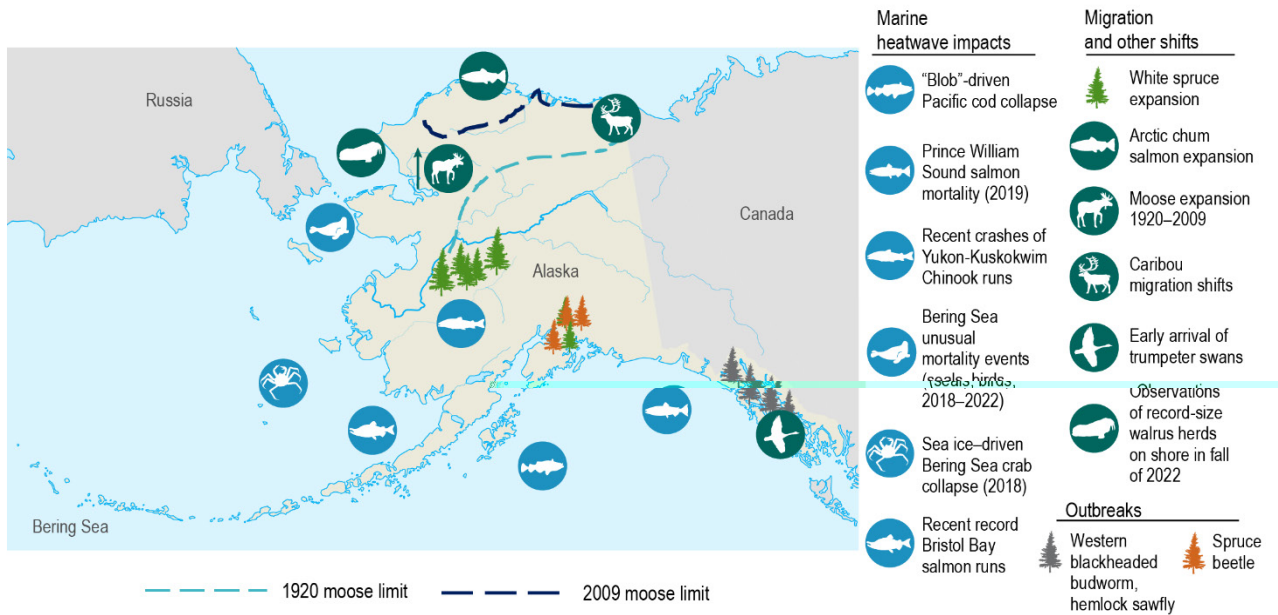 Russia
Canada
Alaska
Bering Sea
1920 moose limit
2009 moose limit
Marine
heatwave impacts
"Blob"-driven
Pacific cod collapse
Prince William
Sound salmon
mortality (2019)
Recent crashes of
Yukon-Kuskokwim
Chinook runs
Bering Sea
unusual
mortality events
(seals, birds,
2018–2022)
Sea ice–driven
Bering Sea crab
collapse (2018)
Recent record
Bristol Bay
salmon runs
Migration
and other shifts
White spruce
expansion
Arctic chum
salmon expansion
Moose expansion
1920–2009
Caribou
migration shifts
Early arrival of
trumpeter swans
Observations
of record-size
walrus herds
on shore in fall
of 2022
Outbreaks
Western
blackheaded
budworm,
hemlock sawfly
Spruce
beetle